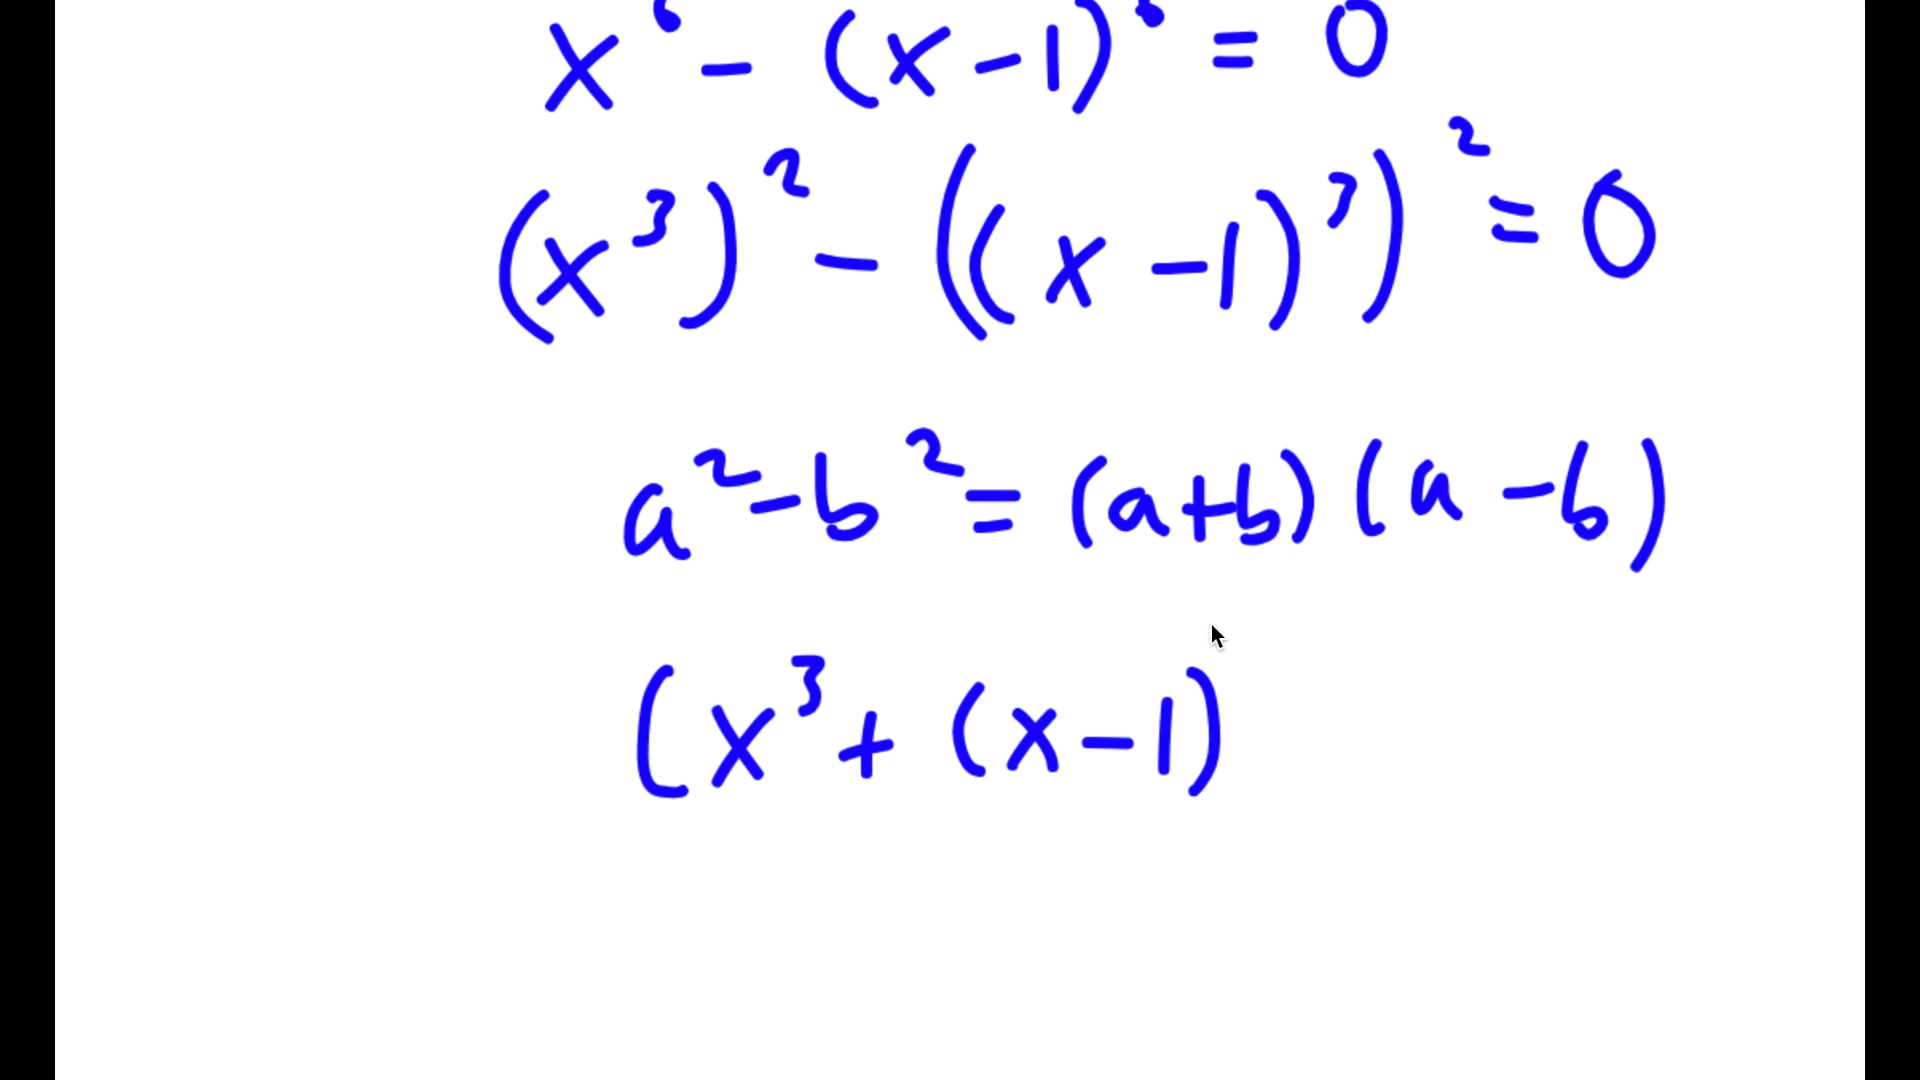 x⁶ - (x-1)⁶ = 0
(x³)² - ((x-1)³)² = 0
a² - b² = (a+b)(a-b)
(x³ + (x-1)